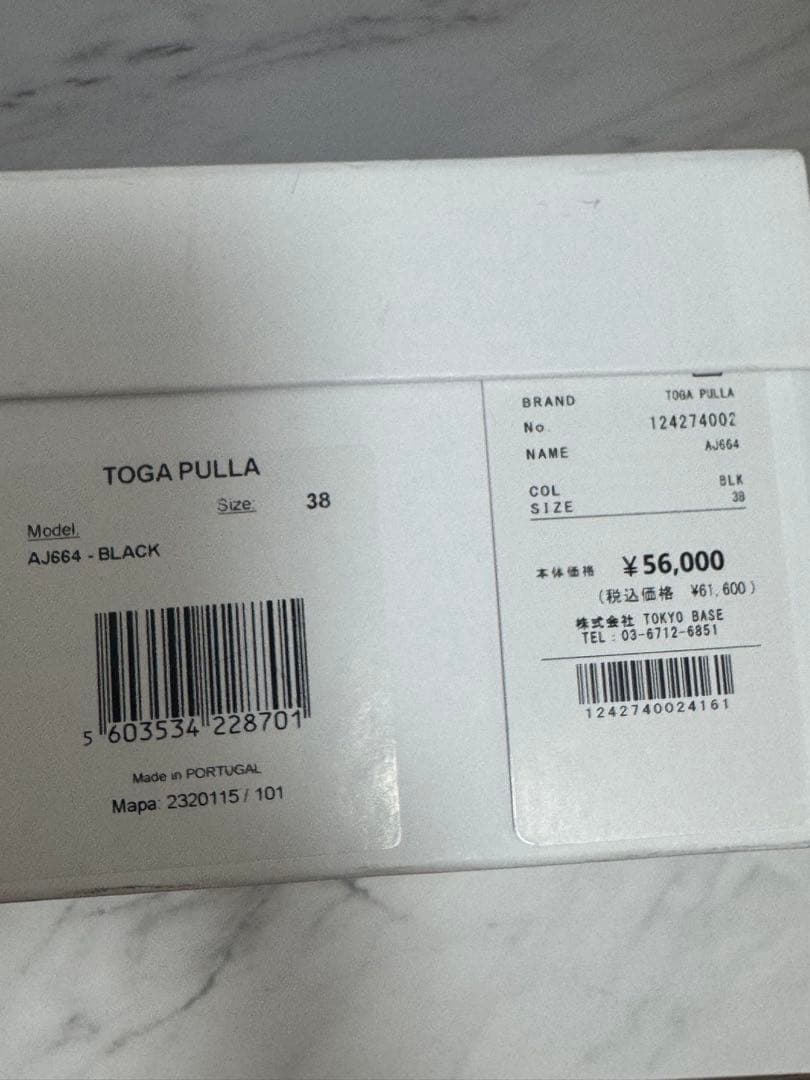 TOGA PULLA
Size: 38
Model.
AJ664 - BLACK
5 603534 228701
Made in PORTUGAL
Mapa: 2320115 / 101
BRAND TOGA PULLA
No. 124274002
NAME AJ664
COL BLK
SIZE 38
本体価格 ¥56,000
(税込価格 ¥61,600)
株式会社 TOKYO BASE
TEL:03-6712-6851
1242740024161